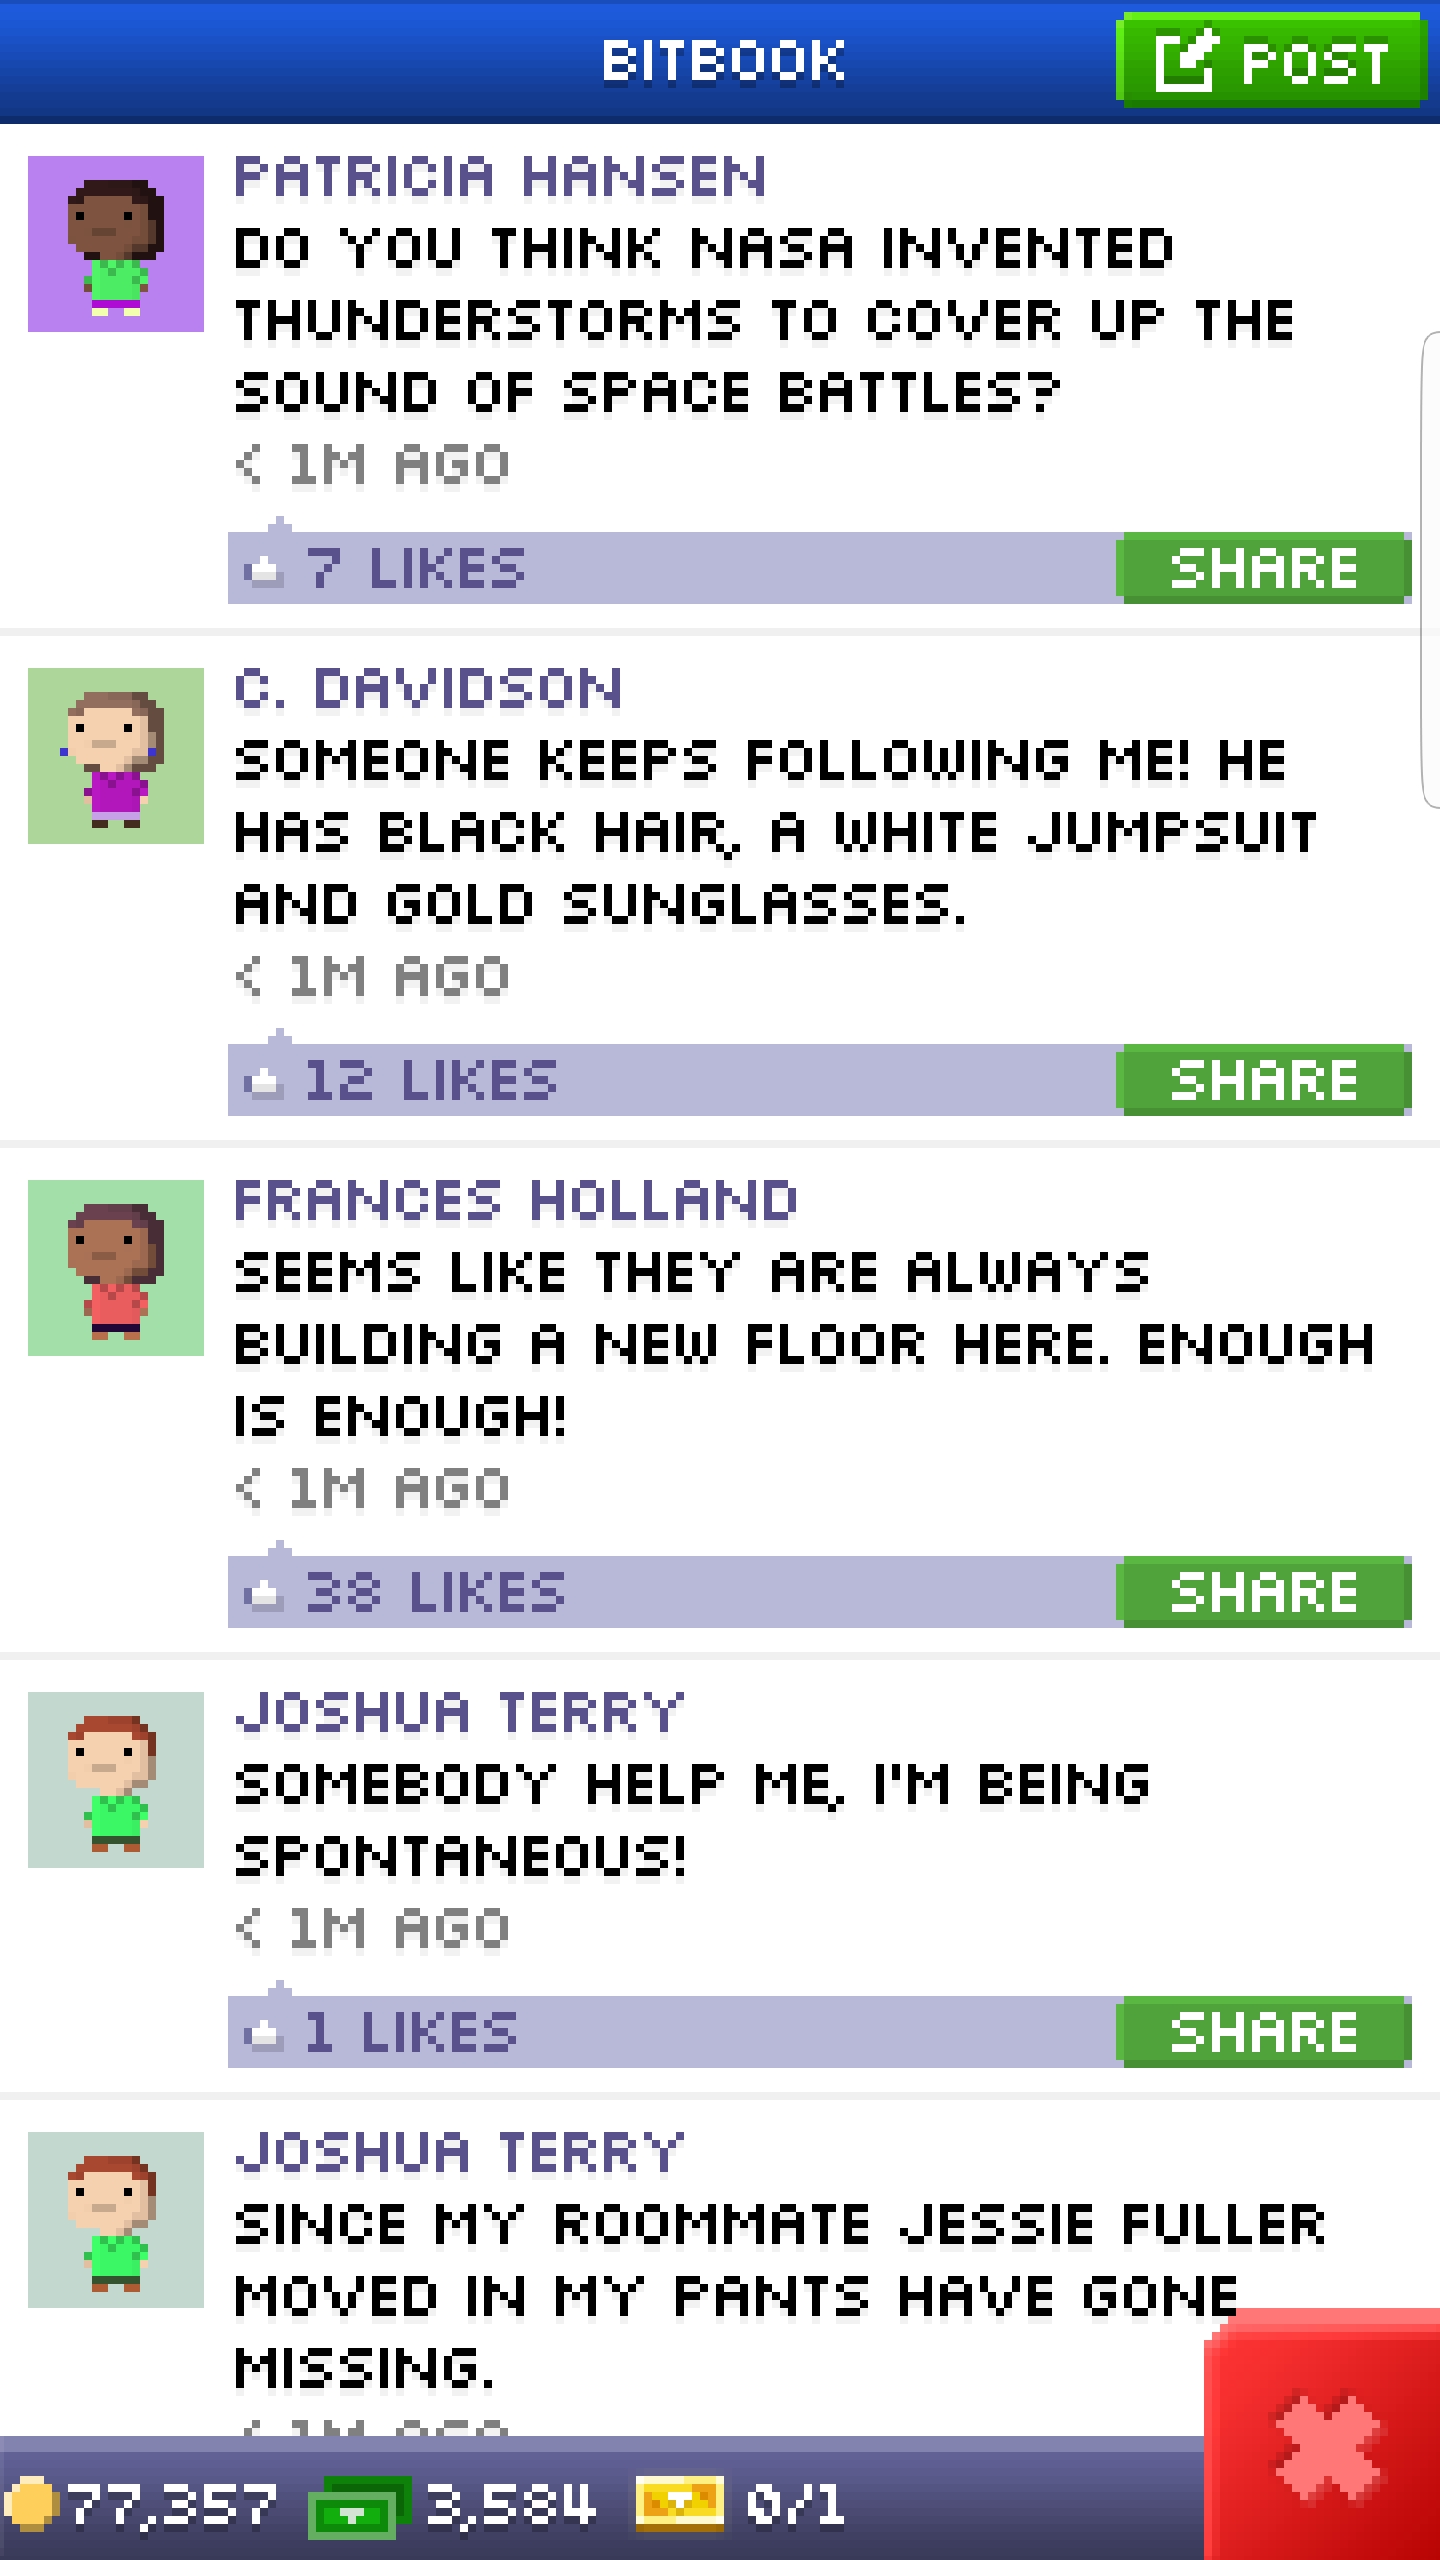 BITBOOK
POST
PATRICIA HANSEN
DO YOU THINK NASA INVENTED
THUNDERSTORMS TO COVER UP THE
SOUND OF SPACE BATTLES?
< 1M AGO
7 LIKES
SHARE
C. DAVIDSON
SOMEONE KEEPS FOLLOWING ME! HE
HAS BLACK HAIR, A WHITE JUMPSUIT
AND GOLD SUNGLASSES.
< 1M AGO
12 LIKES
SHARE
FRANCES HOLLAND
SEEMS LIKE THEY ARE ALWAYS
BUILDING A NEW FLOOR HERE. ENOUGH
IS ENOUGH!
< 1M AGO
38 LIKES
SHARE
JOSHUA TERRY
SOMEBODY HELP ME, I'M BEING
SPONTANEOUS!
< 1M AGO
1 LIKES
SHARE
JOSHUA TERRY
SINCE MY ROOMMATE JESSIE FULLER
MOVED IN MY PANTS HAVE GONE
MISSING.
< 1M AGO
77,357
3,584
0/1